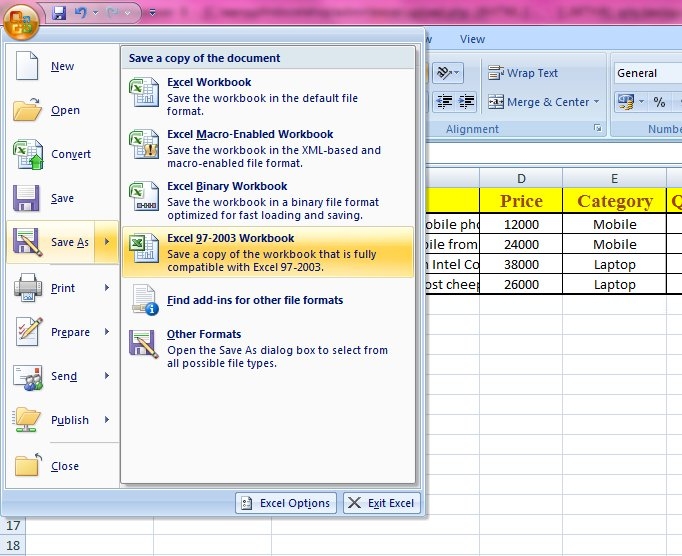 View
Save a copy of the document
New
Open
Convert
Save
Save As
Print
Prepare
Send
Publish
Close
Excel Workbook
Save the workbook in the default file
format.
Excel Macro-Enabled Workbook
Save the workbook in the XML-based and
macro-enabled file format.
Excel Binary Workbook
Save the workbook in a binary file format
optimized for fast loading and saving.
Excel 97-2003 Workbook
Save a copy of the workbook that is fully
compatible with Excel 97-2003.
Find add-ins for other file formats
Other Formats
Open the Save As dialog box to select from
all possible file types.
Excel Options
Exit Excel
Wrap Text
General
Merge & Center
%
Alignment
Numb
D E
Price Category Q
obile pho 12000 Mobile
ile from 24000 Mobile
n Intel Co 38000 Laptop
ost cheep 26000 Laptop
17
18